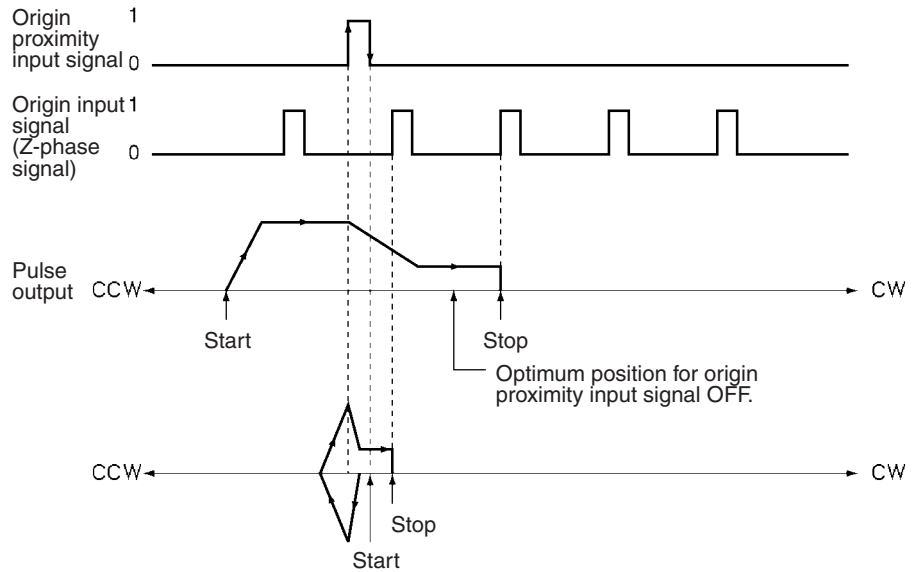 Origin
proximity
input signal
1
0
Origin input
signal
(Z-phase
signal)
1
0
Pulse
output
CCW
CW
Start
Stop
Optimum position for origin
proximity input signal OFF.
CCW
CW
Stop
Start